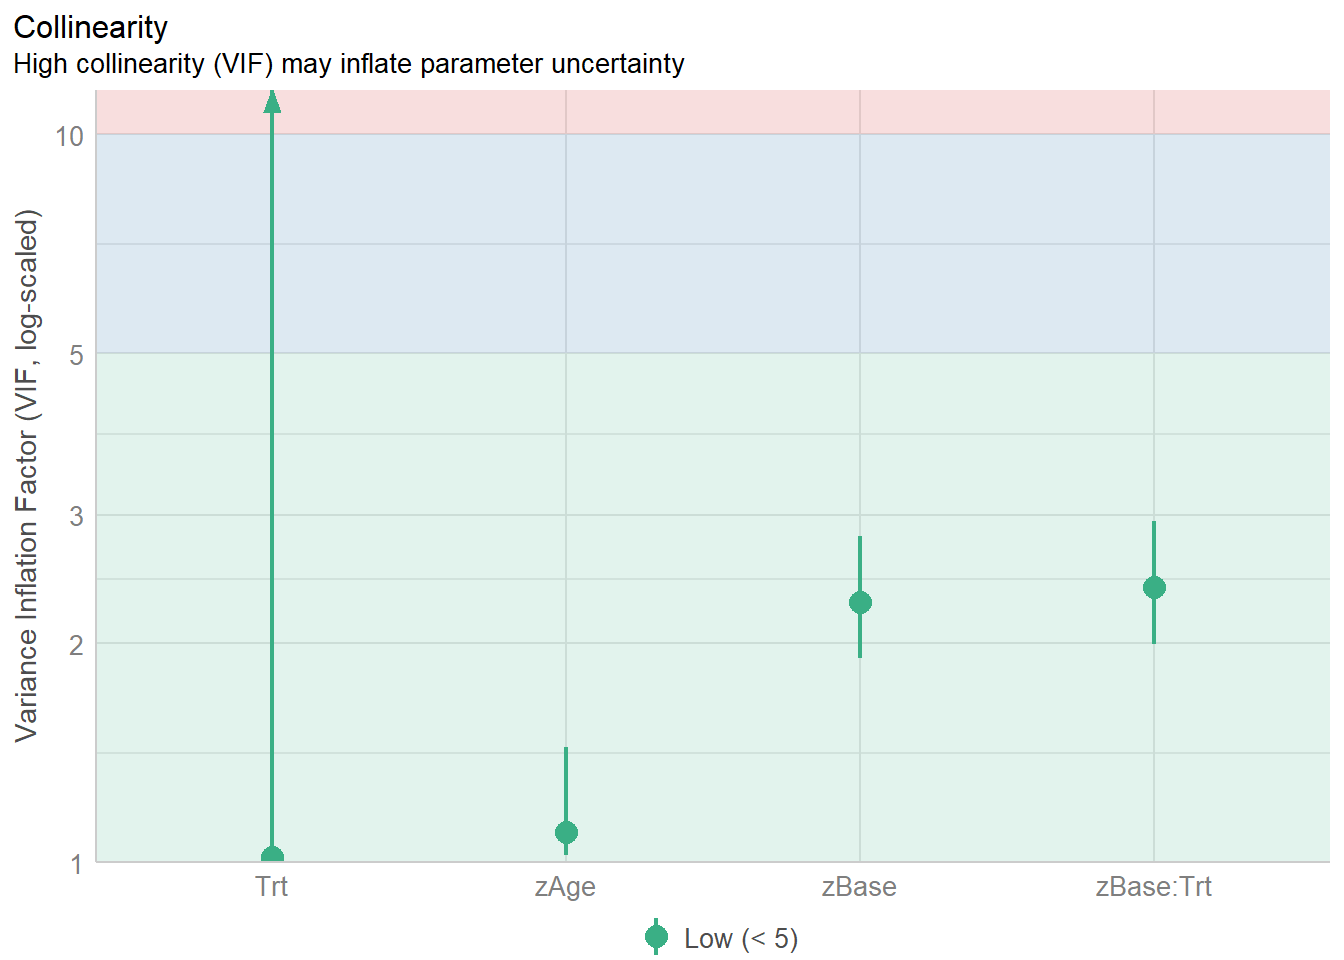 Collinearity
High collinearity (VIF) may inflate parameter uncertainty
Variance Inflation Factor (VIF, log-scaled)
10
5
3
2
1
Trt
zAge
zBase
zBase:Trt
Low (< 5)